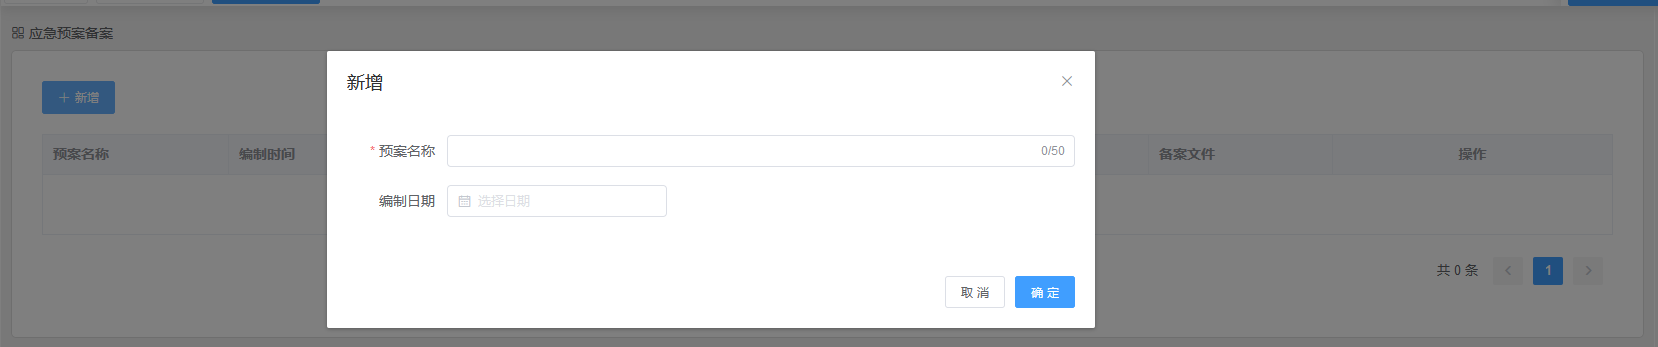 应急预案备案
新增
+ 新增
* 预案名称 0/50
预案名称 编制时间 备案文件 操作
编制日期 选择日期
共 0 条 1
取 消 确 定